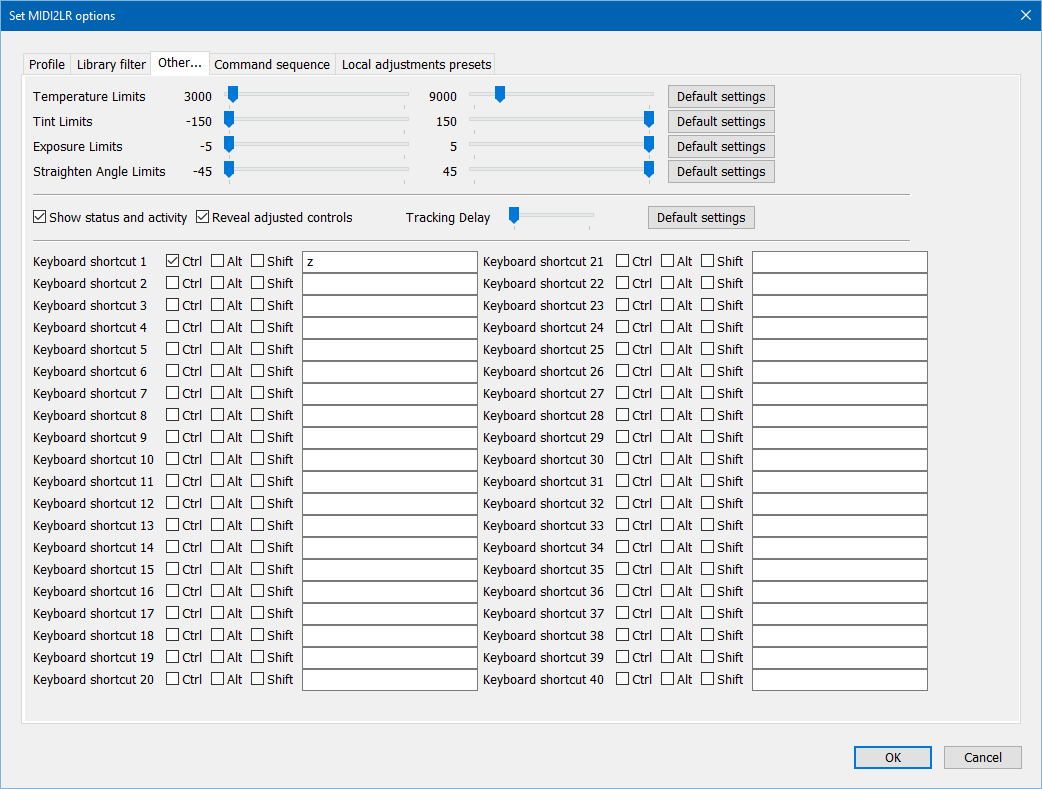 Set MIDI2LR options
Profile Library filter Other... Command sequence Local adjustments presets
Temperature Limits 3000 9000 Default settings
Tint Limits -150 150 Default settings
Exposure Limits -5 5 Default settings
Straighten Angle Limits -45 45 Default settings
Show status and activity Reveal adjusted controls Tracking Delay Default settings
Keyboard shortcut 1 Ctrl Alt Shift z Keyboard shortcut 21 Ctrl Alt Shift
Keyboard shortcut 2 Ctrl Alt Shift Keyboard shortcut 22 Ctrl Alt Shift
Keyboard shortcut 3 Ctrl Alt Shift Keyboard shortcut 23 Ctrl Alt Shift
Keyboard shortcut 4 Ctrl Alt Shift Keyboard shortcut 24 Ctrl Alt Shift
Keyboard shortcut 5 Ctrl Alt Shift Keyboard shortcut 25 Ctrl Alt Shift
Keyboard shortcut 6 Ctrl Alt Shift Keyboard shortcut 26 Ctrl Alt Shift
Keyboard shortcut 7 Ctrl Alt Shift Keyboard shortcut 27 Ctrl Alt Shift
Keyboard shortcut 8 Ctrl Alt Shift Keyboard shortcut 28 Ctrl Alt Shift
Keyboard shortcut 9 Ctrl Alt Shift Keyboard shortcut 29 Ctrl Alt Shift
Keyboard shortcut 10 Ctrl Alt Shift Keyboard shortcut 30 Ctrl Alt Shift
Keyboard shortcut 11 Ctrl Alt Shift Keyboard shortcut 31 Ctrl Alt Shift
Keyboard shortcut 12 Ctrl Alt Shift Keyboard shortcut 32 Ctrl Alt Shift
Keyboard shortcut 13 Ctrl Alt Shift Keyboard shortcut 33 Ctrl Alt Shift
Keyboard shortcut 14 Ctrl Alt Shift Keyboard shortcut 34 Ctrl Alt Shift
Keyboard shortcut 15 Ctrl Alt Shift Keyboard shortcut 35 Ctrl Alt Shift
Keyboard shortcut 16 Ctrl Alt Shift Keyboard shortcut 36 Ctrl Alt Shift
Keyboard shortcut 17 Ctrl Alt Shift Keyboard shortcut 37 Ctrl Alt Shift
Keyboard shortcut 18 Ctrl Alt Shift Keyboard shortcut 38 Ctrl Alt Shift
Keyboard shortcut 19 Ctrl Alt Shift Keyboard shortcut 39 Ctrl Alt Shift
Keyboard shortcut 20 Ctrl Alt Shift Keyboard shortcut 40 Ctrl Alt Shift
OK Cancel